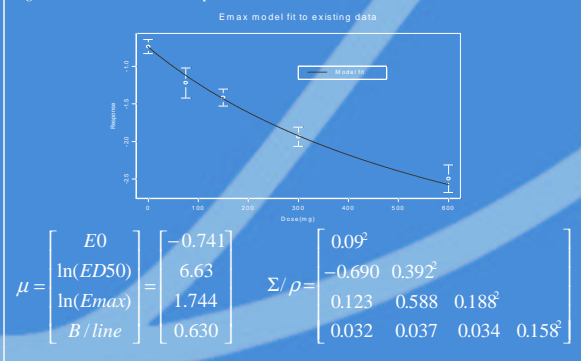 Emax model fit to existing data
Response
-1.0
-1.5
-2.0
-2.5
Model fit
0 100 200 300 400 500 600
Dose(mg)
μ = [E0 ln(ED50) ln(Emax) B/line] = [-0.741 6.63 1.744 0.630]
Σ/ρ = [0.09²
-0.690 0.392²
0.123 0.588 0.188²
0.032 0.037 0.034 0.158²]